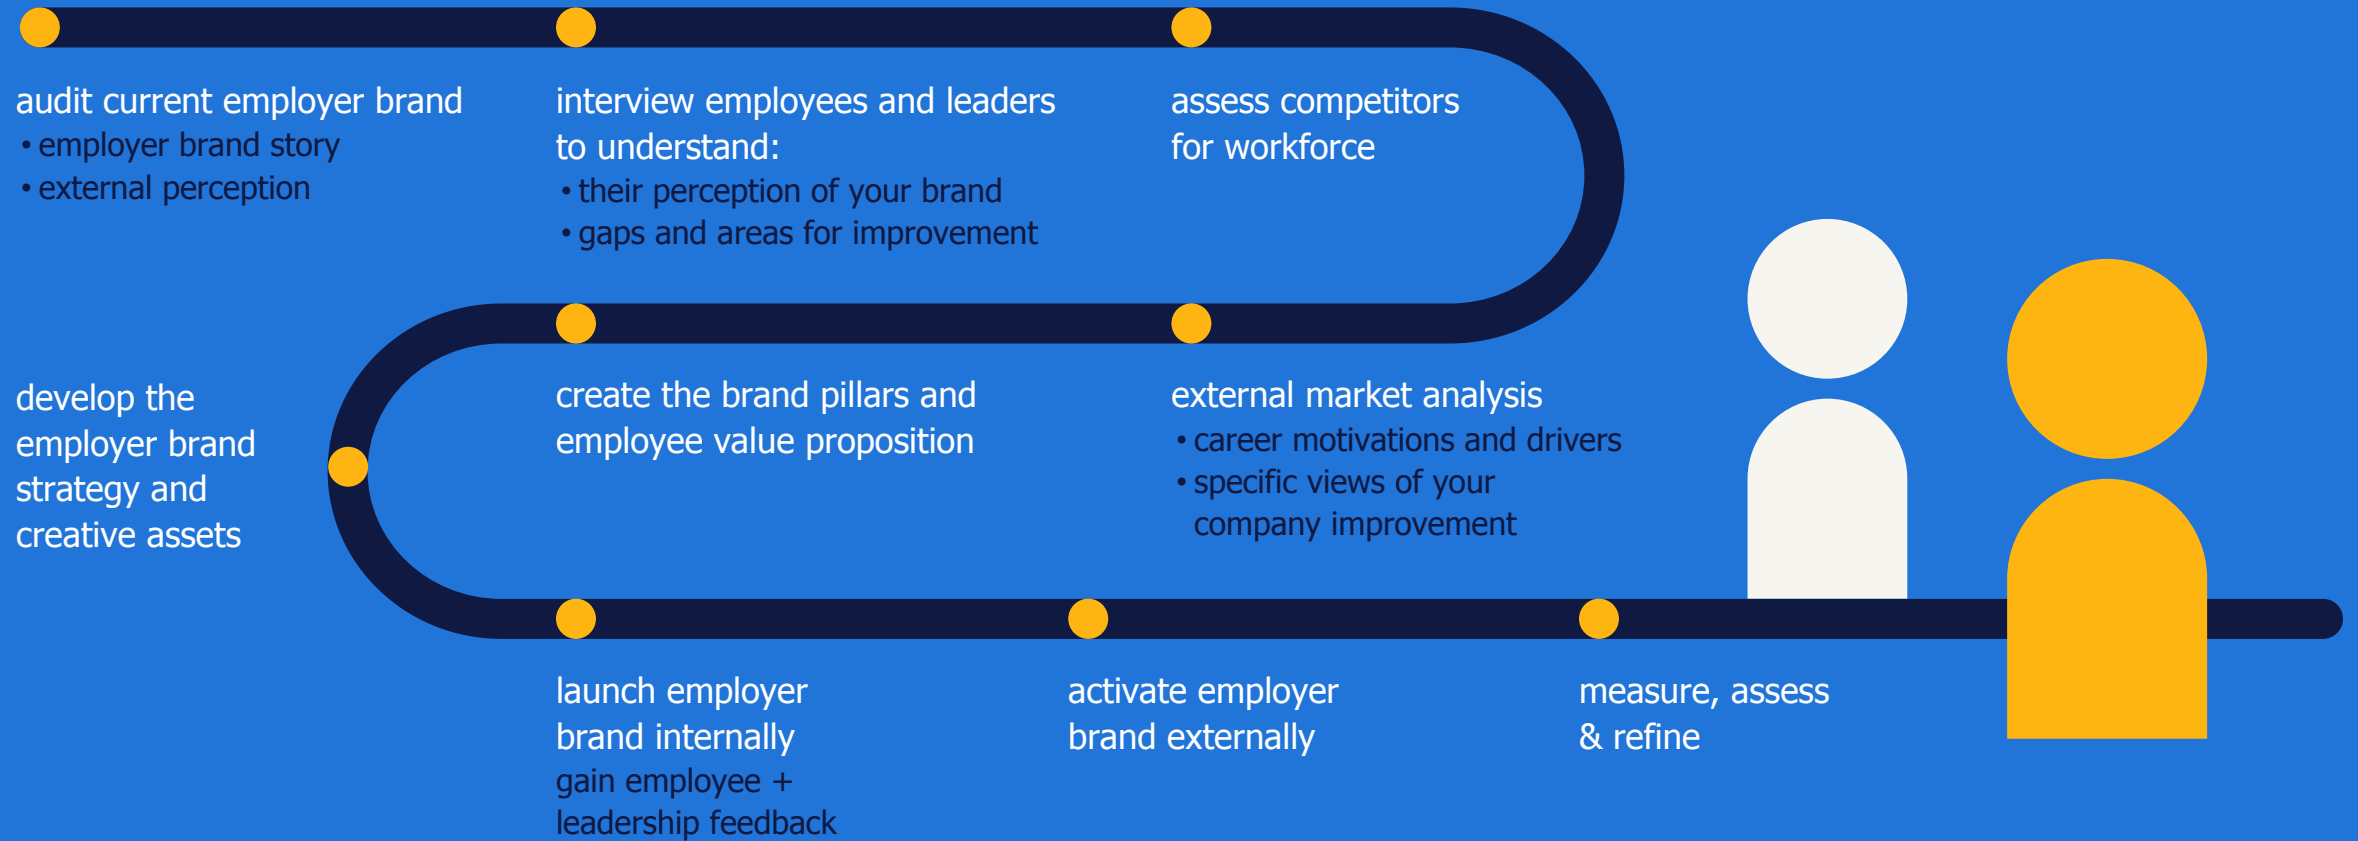 audit current employer brand
• employer brand story
• external perception
interview employees and leaders
to understand:
• their perception of your brand
• gaps and areas for improvement
assess competitors
for workforce
external market analysis
• career motivations and drivers
• specific views of your
company improvement
create the brand pillars and
employee value proposition
develop the
employer brand
strategy and
creative assets
launch employer
brand internally
gain employee +
leadership feedback
activate employer
brand externally
measure, assess
& refine